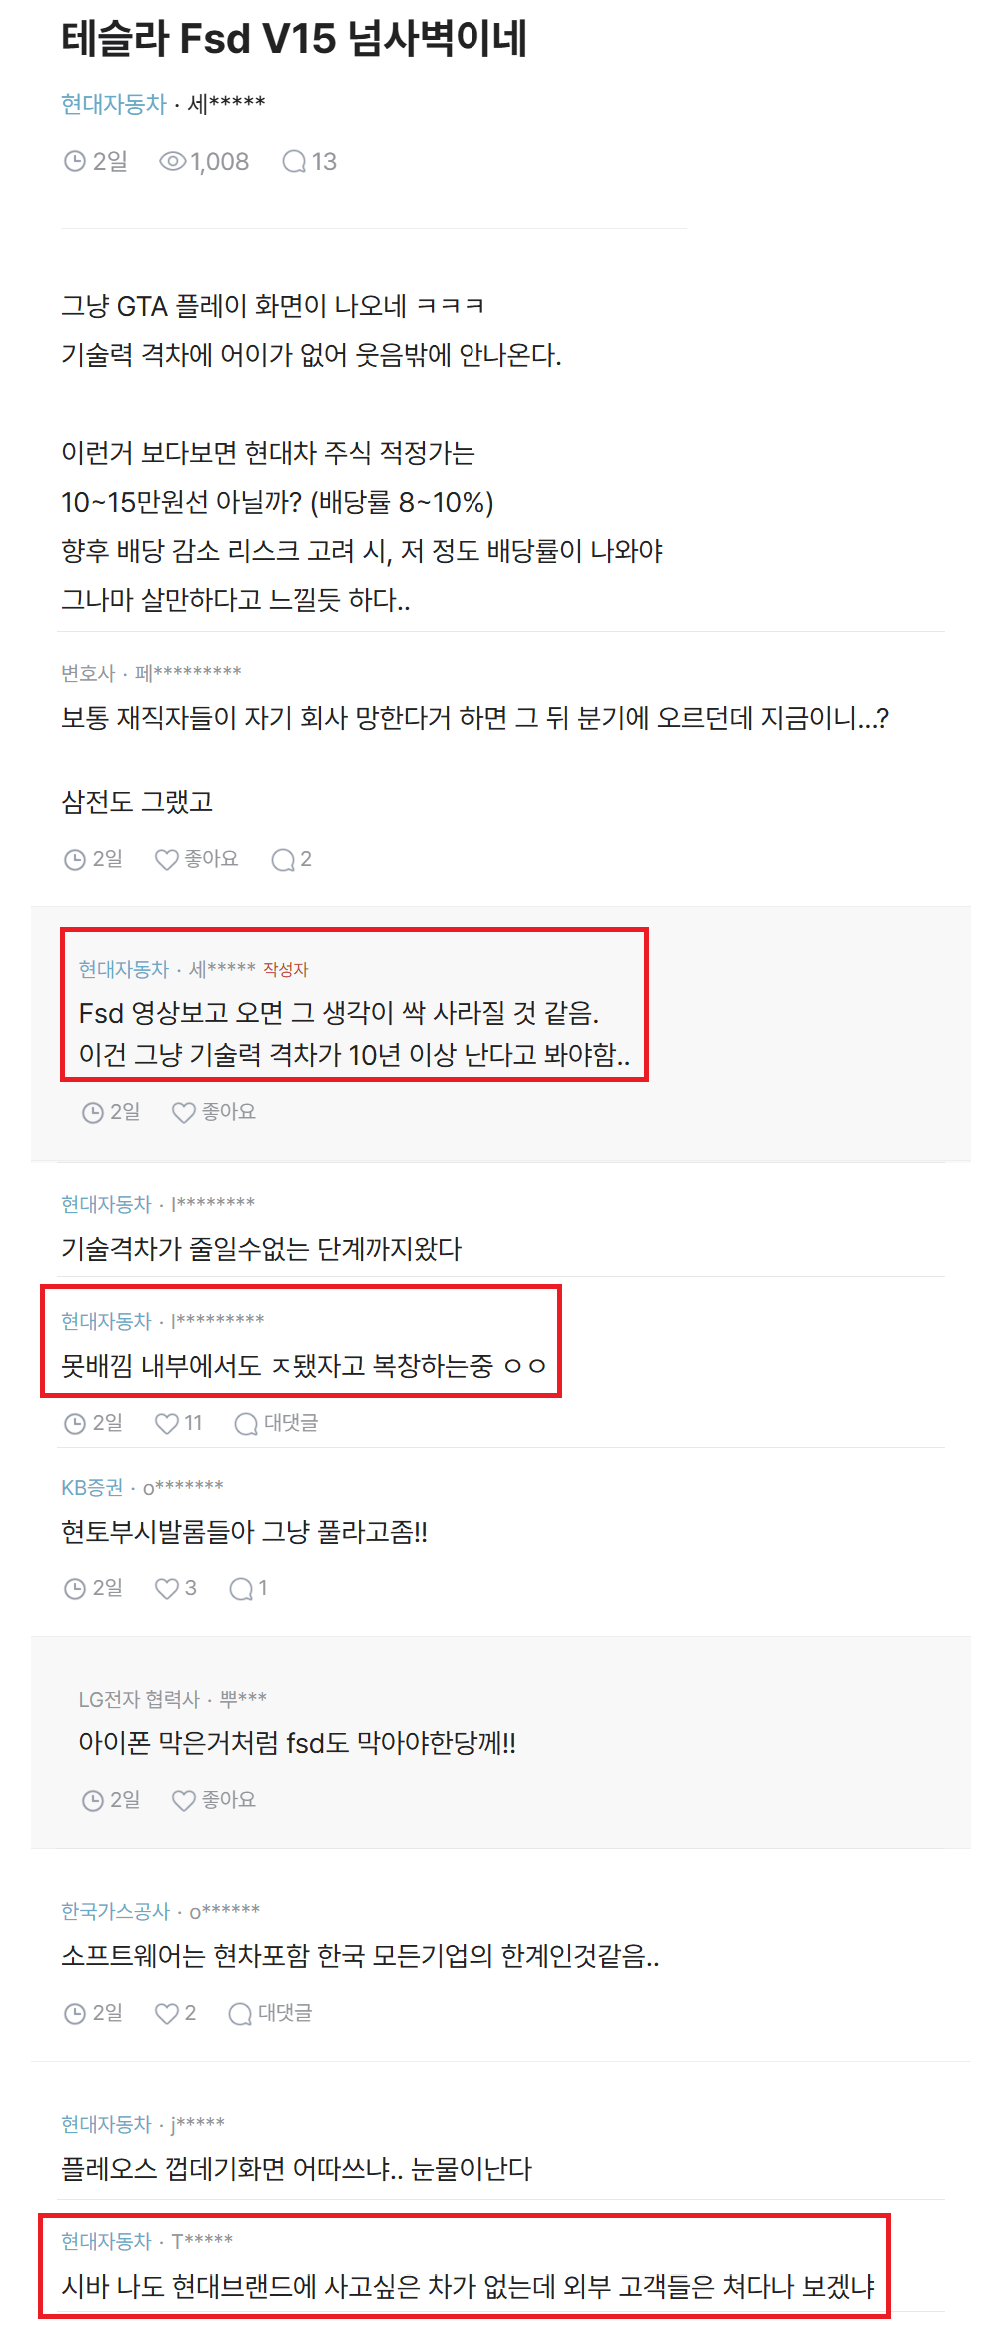 테슬라 Fsd V15 넘사벽이네
현대자동차 · 세*****
2일 1,008 13
그냥 GTA 플레이 화면이 나오네 ㅋㅋㅋ
기술력 격차에 어이가 없어 웃음밖에 안나온다.
이런거 보다보면 현대차 주식 적정가는
10~15만원선 아닐까? (배당률 8~10%)
향후 배당 감소 리스크 고려 시, 저 정도 배당률이 나와야
그나마 살만하다고 느낄듯 하다..
변호사 · 페*********
보통 재직자들이 자기 회사 망한다거 하면 그 뒤 분기에 오르던데 지금이니...?
삼전도 그랬고
2일 좋아요 2
현대자동차 · 세***** 작성자
Fsd 영상보고 오면 그 생각이 싹 사라질 것 같음.
이건 그냥 기술력 격차가 10년 이상 난다고 봐야함..
2일 좋아요
현대자동차 · l********
기술격차가 줄일수없는 단계까지왔다
현대자동차 · l*********
못배낌 내부에서도 ㅈ됐자고 복창하는중 ㅇㅇ
2일 11 대댓글
KB증권 · o*******
현토부시발롬들아 그냥 풀라고좀!!
2일 3 1
LG전자 협력사 · 뿌***
아이폰 막은거처럼 fsd도 막아야한당께!!
2일 좋아요
한국가스공사 · o******
소프트웨어는 현차포함 한국 모든기업의 한계인것같음..
2일 2 대댓글
현대자동차 · j*****
플레오스 껍데기화면 어따쓰냐.. 눈물이난다
현대자동차 · T*****
시바 나도 현대브랜드에 사고싶은 차가 없는데 외부 고객들은 쳐다나 보겠냐